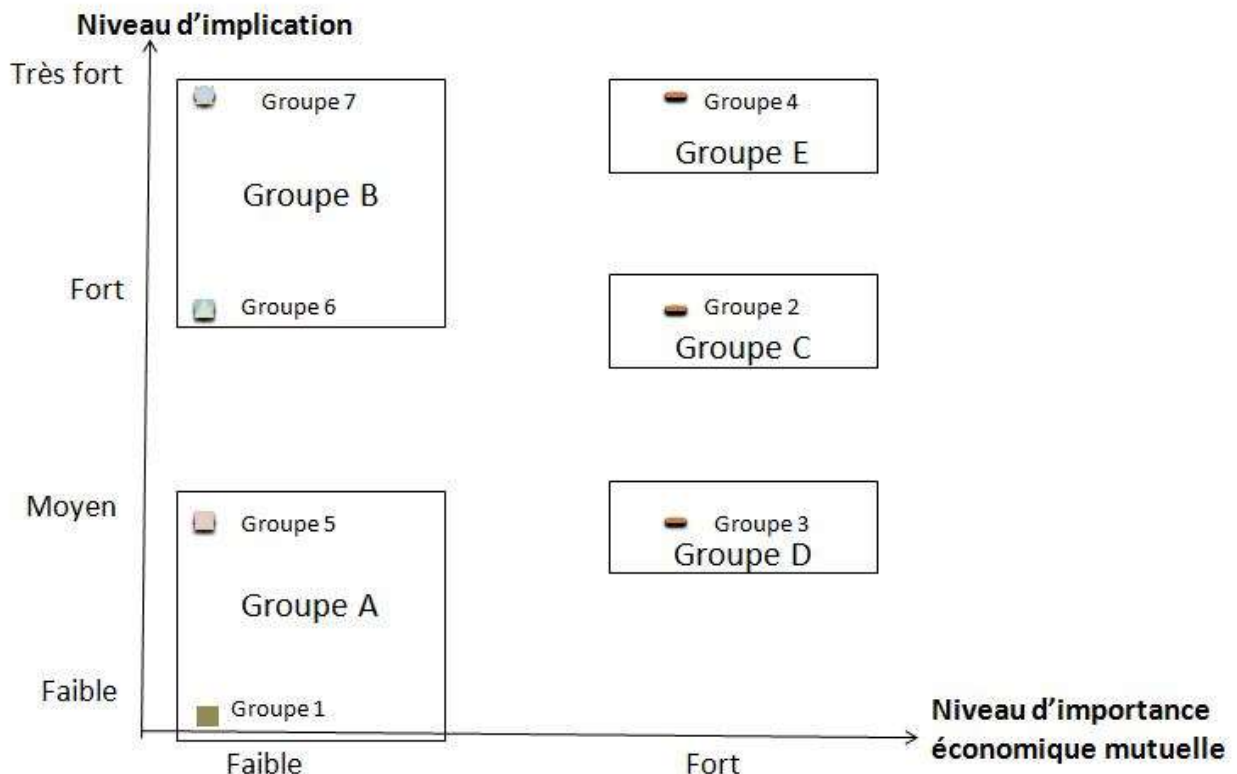 Niveau d'implication
Très fort
Groupe 7
Groupe 4
Groupe E
Groupe B
Fort
Groupe 6
Groupe 2
Groupe C
Moyen
Groupe 5
Groupe 3
Groupe D
Groupe A
Faible
Groupe 1
Niveau d'importance
économique mutuelle
Faible
Fort